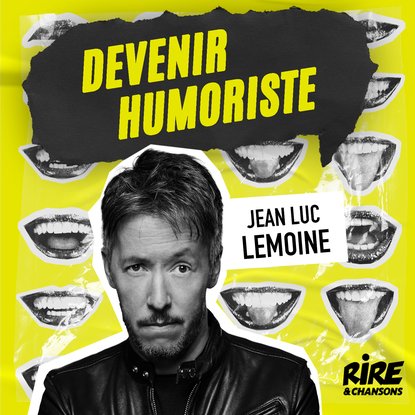 DEVENIR
HUMORISTE
JEAN LUC
LEMOINE
RIRE
& CHANSONS